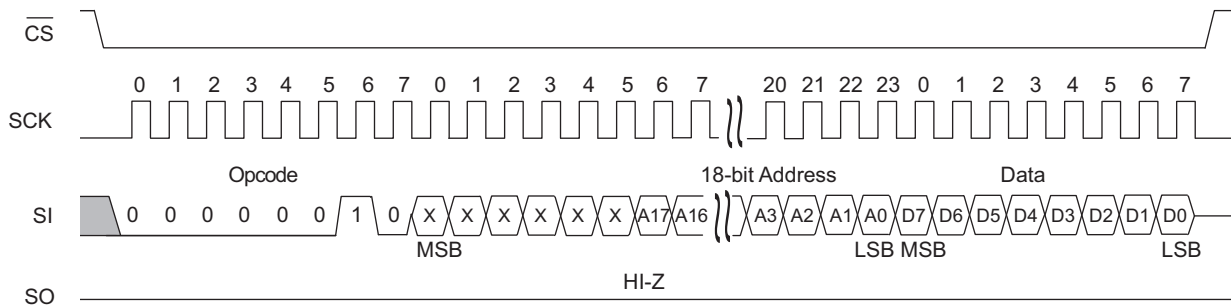 CS
0 1 2 3 4 5 6 7 0 1 2 3 4 5 6 7 20 21 22 23 0 1 2 3 4 5 6 7
SCK
Opcode 18-bit Address Data
SI 0 0 0 0 0 0 1 0 X X X X X X A17 A16 A3 A2 A1 A0 D7 D6 D5 D4 D3 D2 D1 D0
MSB LSB MSB LSB
HI-Z
SO